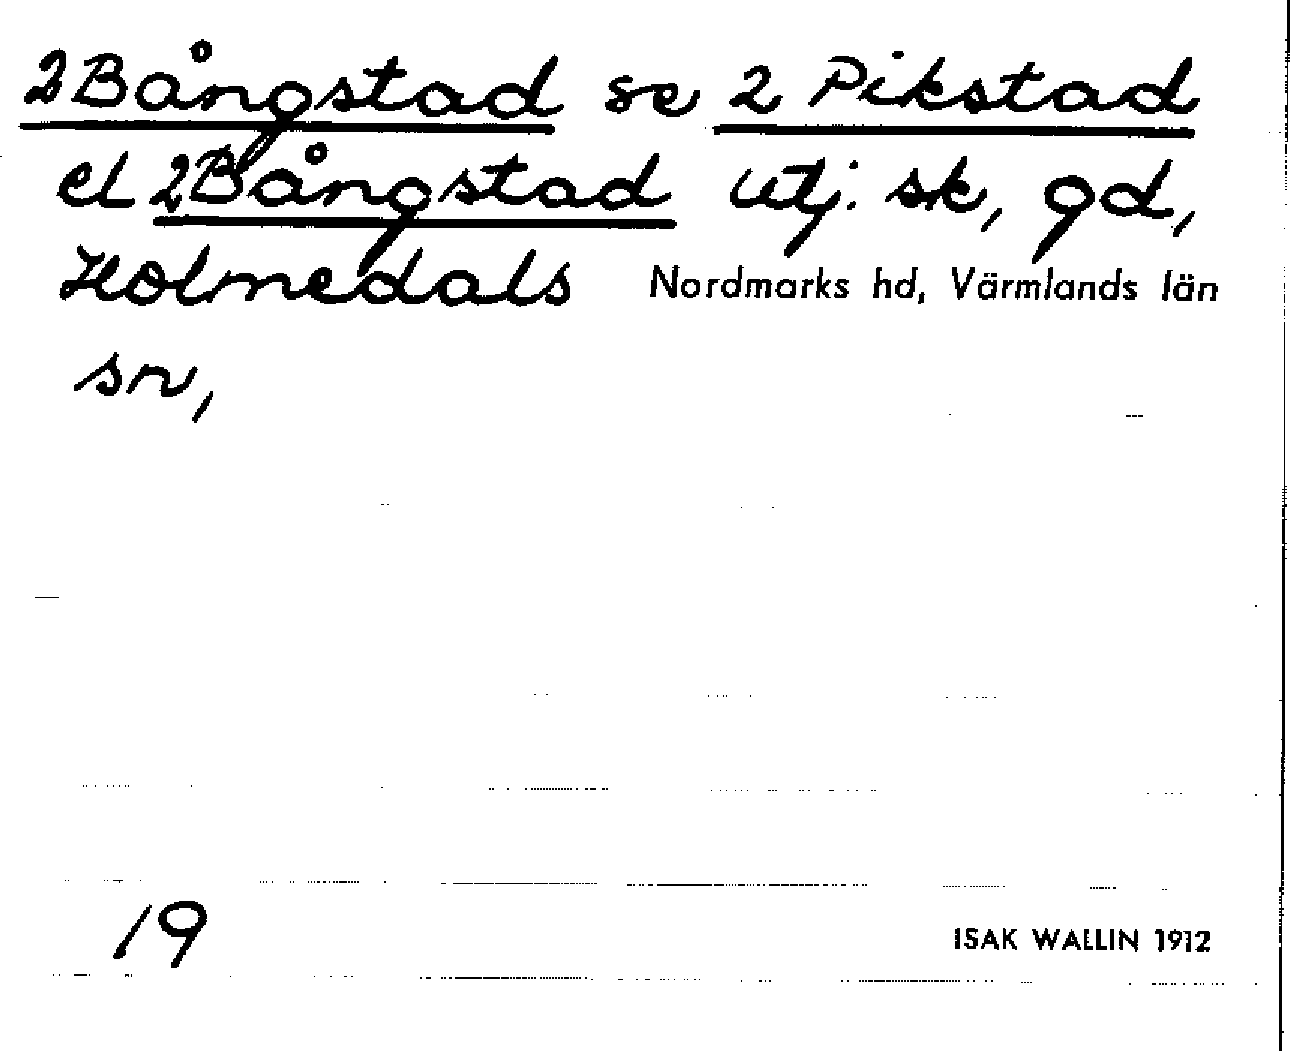 2 Bångstad se 2 Pikstad
el 2 Bångstad utj. sk, gd,
Holmedals Nordmarks hd, Värmlands län
sn,
19
ISAK WALLIN 1912